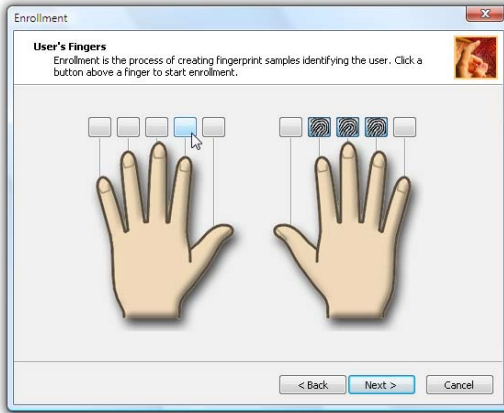 Enrollment
User's Fingers
Enrollment is the process of creating fingerprint samples identifying the user. Click a
button above a finger to start enrollment.
< Back
Next >
Cancel